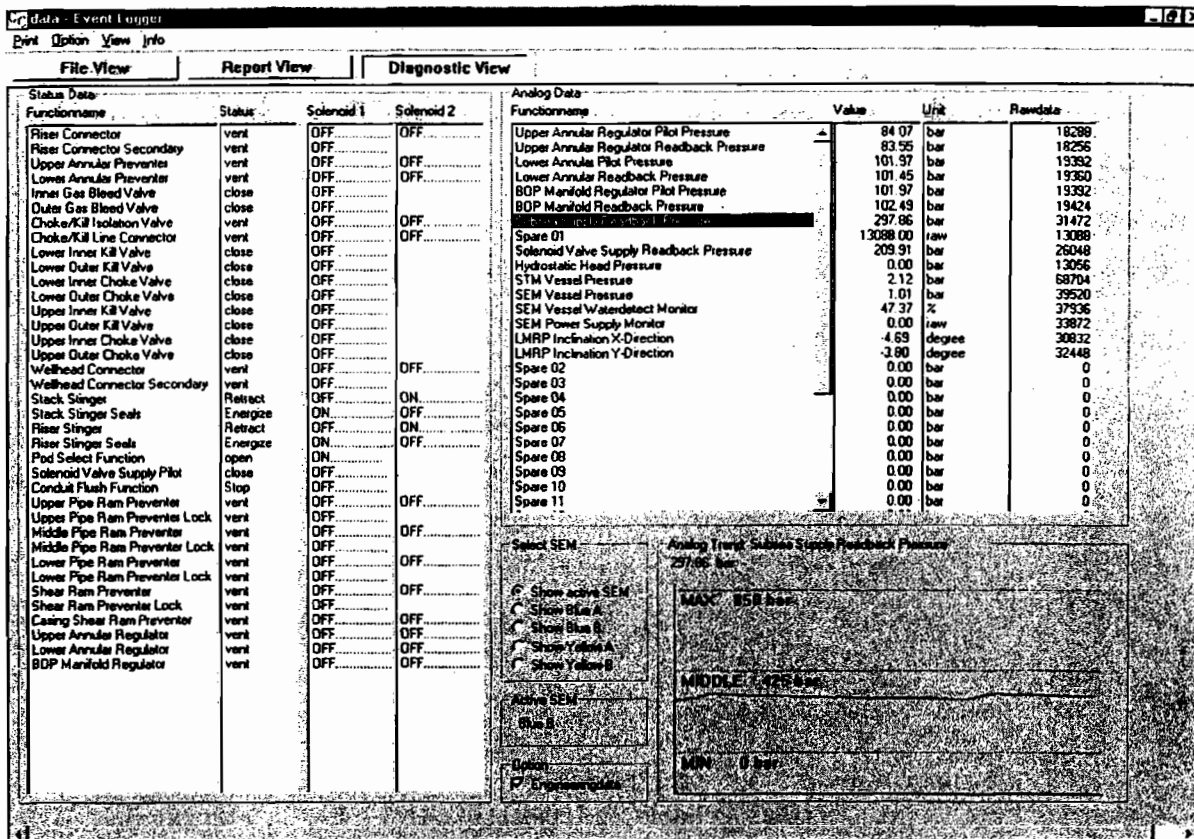 data - Event Logger
Print Option View Info
File View Report View Diagnostic View
Status Data
Functionname Status Solenoid 1 Solenoid 2
Riser Connector vent OFF OFF
Riser Connector Secondary vent OFF
Upper Annular Preventer vent OFF OFF
Lower Annular Preventer vent OFF OFF
Inner Gas Bleed Valve close OFF
Outer Gas Bleed Valve close OFF
Choke/Kill Isolation Valve vent OFF OFF
Choke/Kill Line Connector vent OFF OFF
Lower Inner Kill Valve close OFF
Lower Outer Kill Valve close OFF
Lower Inner Choke Valve close OFF
Lower Outer Choke Valve close OFF
Upper Inner Kill Valve close OFF
Upper Outer Kill Valve close OFF
Upper Inner Choke Valve close OFF
Upper Outer Choke Valve close OFF
Wellhead Connector vent OFF OFF
Wellhead Connector Secondary vent OFF
Stack Stinger Retract OFF ON
Stack Stinger Seals Energize ON OFF
Riser Stinger Retract OFF ON
Riser Stinger Seals Energize ON OFF
Pod Select Function open ON
Solenoid Valve Supply Pilot close OFF
Conduit Flush Function Stop OFF
Upper Pipe Ram Preventer vent OFF OFF
Upper Pipe Ram Preventer Lock vent OFF
Middle Pipe Ram Preventer vent OFF OFF
Middle Pipe Ram Preventer Lock vent OFF
Lower Pipe Ram Preventer vent OFF OFF
Lower Pipe Ram Preventer Lock vent OFF
Shear Ram Preventer vent OFF OFF
Shear Ram Preventer Lock vent OFF
Casing Shear Ram Preventer vent OFF OFF
Upper Annular Regulator vent OFF OFF
Lower Annular Regulator vent OFF OFF
BOP Manifold Regulator vent OFF OFF
Analog Data
Functionname Value Unit Rawdata
Upper Annular Regulator Pilot Pressure 84.07 bar 18288
Upper Annular Regulator Readback Pressure 83.55 bar 18256
Lower Annular Pilot Pressure 101.97 bar 19392
Lower Annular Readback Pressure 101.45 bar 19360
BOP Manifold Regulator Pilot Pressure 101.97 bar 19392
BOP Manifold Readback Pressure 102.49 bar 19424
Subsea Supply Readback Pressure 297.86 bar 31472
Spare 01 13088.00 raw 13088
Solenoid Valve Supply Readback Pressure 209.91 bar 26048
Hydrostatic Head Pressure 0.00 bar 13056
STM Vessel Pressure 2.12 bar 68704
SEM Vessel Pressure 1.01 bar 39520
SEM Vessel Waterdetect Monitor 47.37 % 37936
SEM Power Supply Monitor 0.00 raw 33872
LMRP Inclination X-Direction -4.69 degree 30832
LMRP Inclination Y-Direction -3.80 degree 32448
Spare 02 0.00 bar 0
Spare 03 0.00 bar 0
Spare 04 0.00 bar 0
Spare 05 0.00 bar 0
Spare 06 0.00 bar 0
Spare 07 0.00 bar 0
Spare 08 0.00 bar 0
Spare 09 0.00 bar 0
Spare 10 0.00 bar 0
Spare 11 0.00 bar 0
Select SEM
Show active SEM
Show Blue A
Show Blue B
Show Yellow A
Show Yellow B
Active SEM
Blue B
Option
Engineeringdata
Analog Trend: Subsea Supply Readback Pressure
297.86 bar
MAX: 850 bar
MIDDLE: 425 bar
MIN: 0 bar